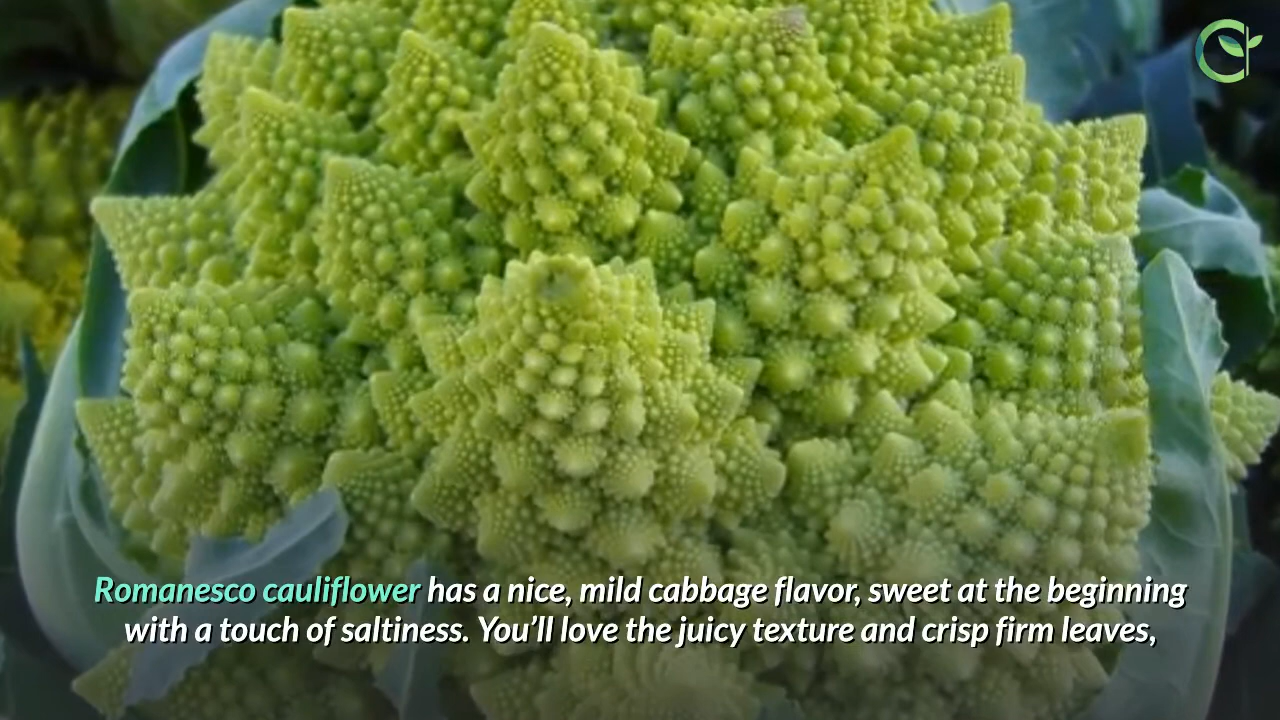 Romanesco cauliflower has a nice, mild cabbage flavor, sweet at the beginning
with a touch of saltiness. You’ll love the juicy texture and crisp firm leaves,